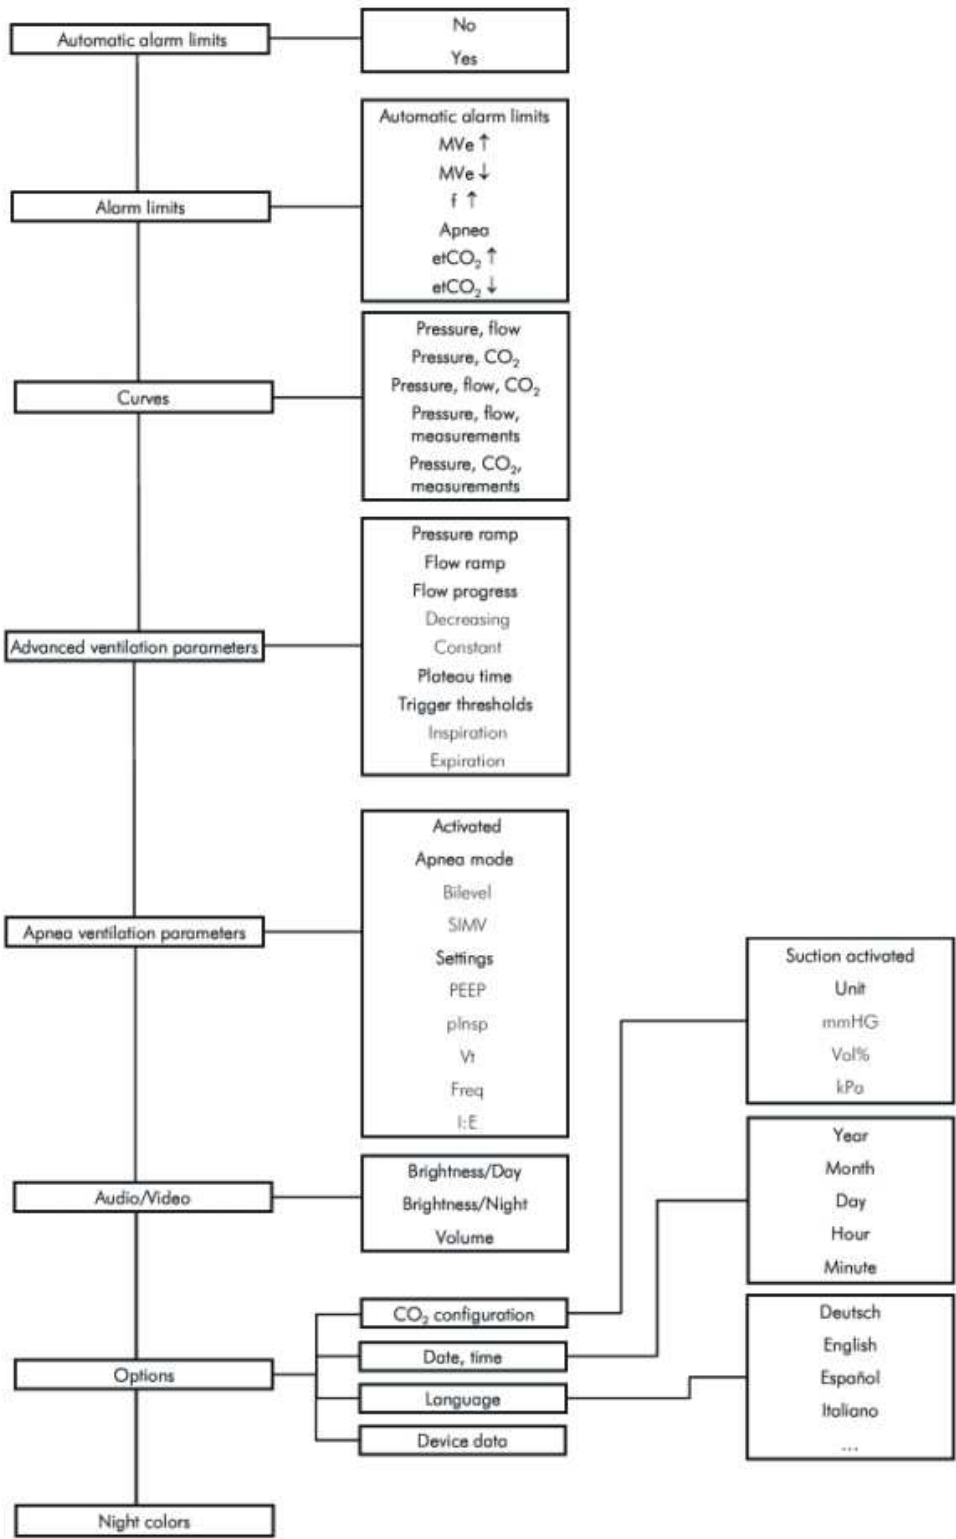 Automatic alarm limits
No
Yes
Alarm limits
Automatic alarm limits
MVe ↑
MVe ↓
f ↑
Apnea
etCO₂ ↑
etCO₂ ↓
Curves
Pressure, flow
Pressure, CO₂
Pressure, flow, CO₂
Pressure, flow,
measurements
Pressure, CO₂,
measurements
Advanced ventilation parameters
Pressure ramp
Flow ramp
Flow progress
Decreasing
Constant
Plateau time
Trigger thresholds
Inspiration
Expiration
Apnea ventilation parameters
Activated
Apnea mode
Bilevel
SIMV
Settings
PEEP
pInsp
Vt
Freq
I:E
Audio/Video
Brightness/Day
Brightness/Night
Volume
Options
CO₂ configuration
Date, time
Language
Device data
Suction activated
Unit
mmHG
Vol%
kPa
Year
Month
Day
Hour
Minute
Deutsch
English
Español
Italiano
...
Night colors